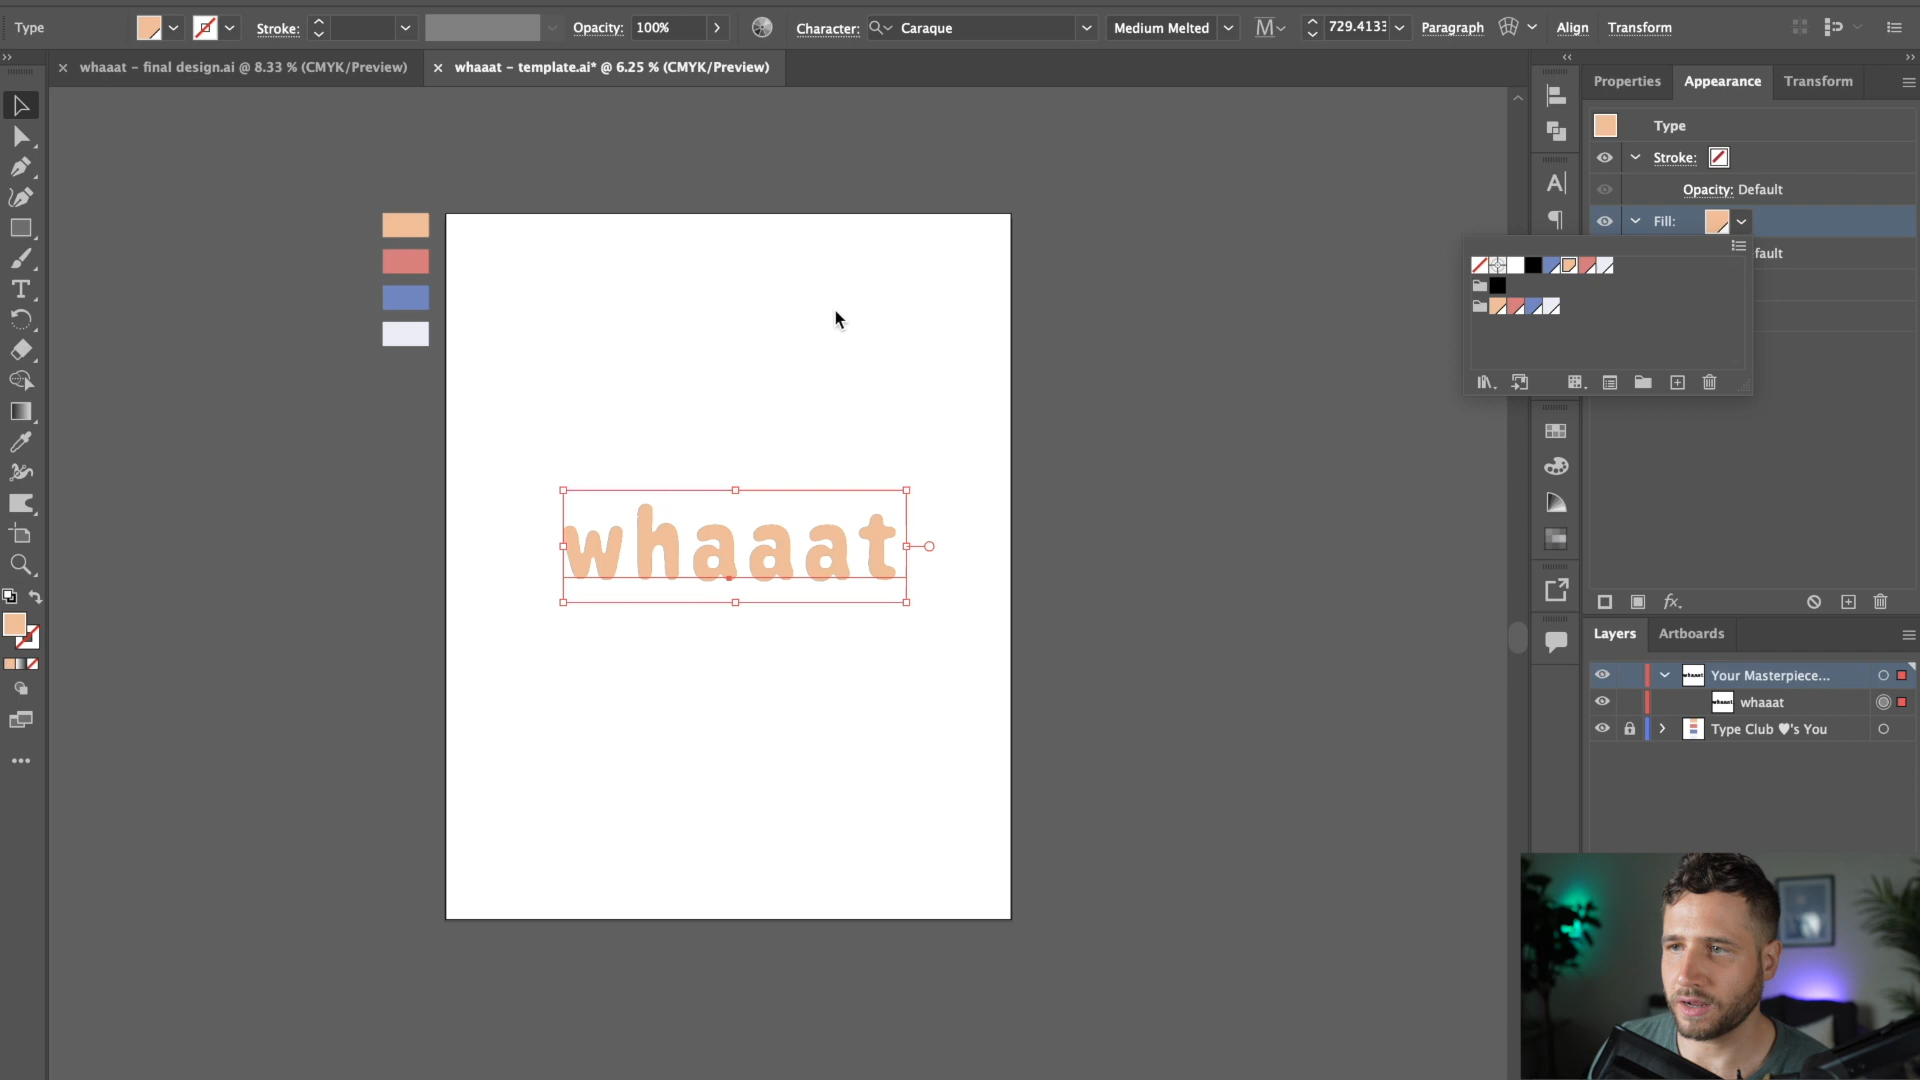 Type
Stroke:
Opacity: 100%
Character: Caraque
Medium Melted
729.4133
Paragraph
Align
Transform
whaaat – final design.ai @ 8.33 % (CMYK/Preview)
whaaat – template.ai* @ 6.25 % (CMYK/Preview)
Properties
Appearance
Transform
Type
Stroke:
Opacity: Default
Fill:
fault
whaaat
fx.
Layers
Artboards
Your Masterpiece...
whaaat
Type Club ♥'s You